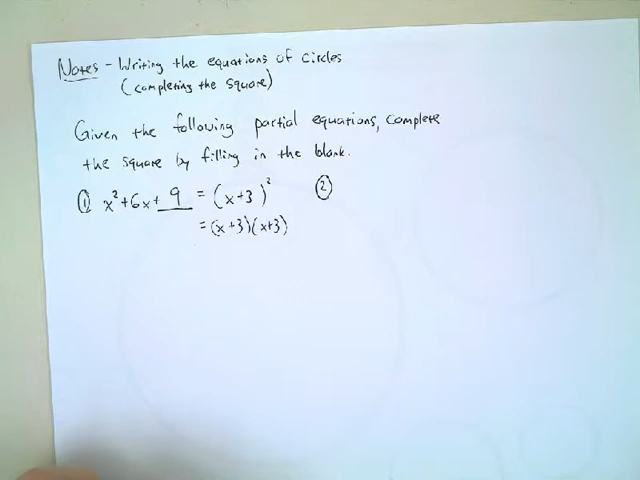 Notes - Writing the equations of circles
(completing the square)
Given the following partial equations, complete
the square by filling in the blank.
① x² + 6x + 9 = (x+3)²
= (x+3)(x+3)
②